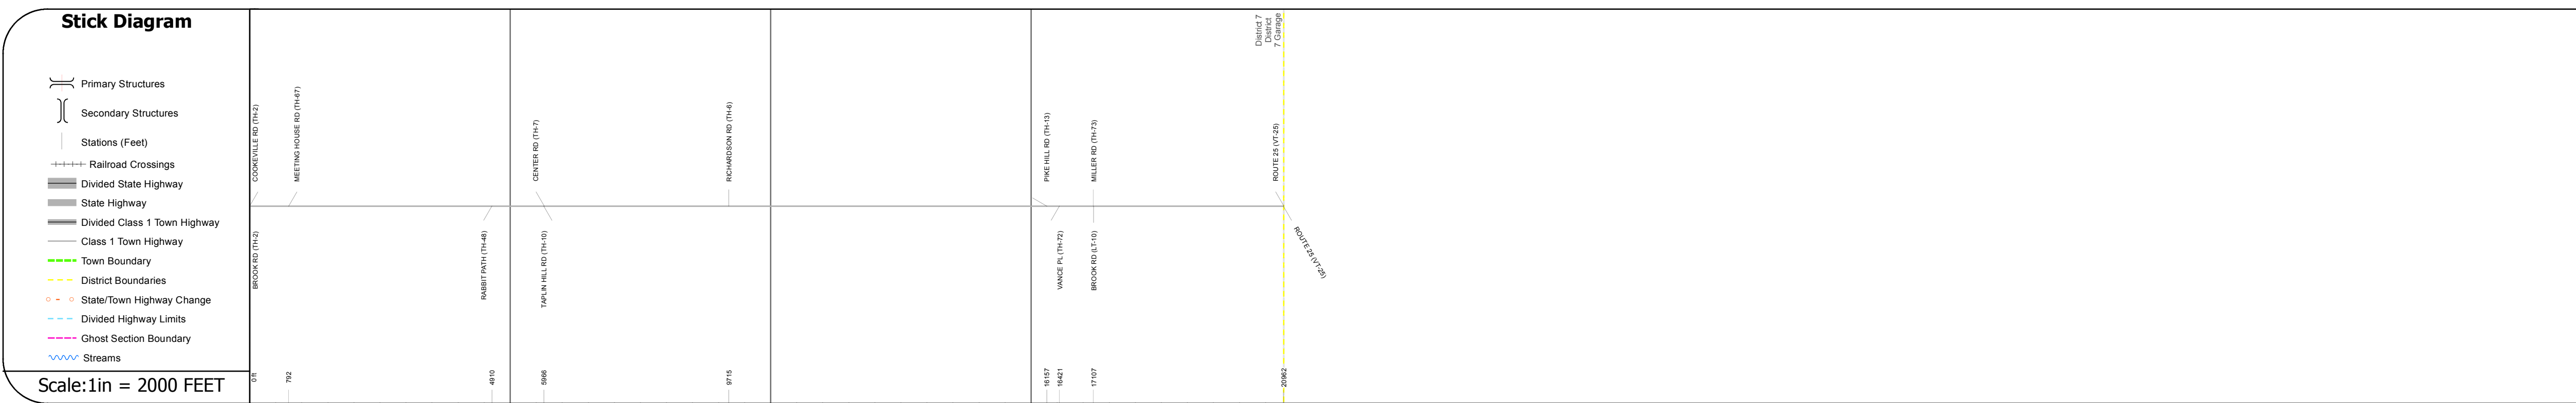 Stick Diagram
Primary Structures
Secondary Structures
Stations (Feet)
Railroad Crossings
Divided State Highway
State Highway
Divided Class 1 Town Highway
Class 1 Town Highway
Town Boundary
District Boundaries
State/Town Highway Change
Divided Highway Limits
Ghost Section Boundary
Streams
Scale:1in = 2000 FEET
District 7
District
7 Garage
COOKEVILLE RD (TH-2)
MEETING HOUSE RD (TH-67)
CENTER RD (TH-7)
RICHARDSON RD (TH-6)
PIKE HILL RD (TH-13)
MILLER RD (TH-73)
ROUTE 25 (VT-25)
BROOK RD (TH-2)
RABBIT PATH (TH-48)
TAPLIN HILL RD (TH-10)
VANCE PL (TH-72)
BROOK RD (LT-10)
ROUTE 25 (VT-25)
0 ft
792
4910
5966
9715
16157
16421
17107
20962